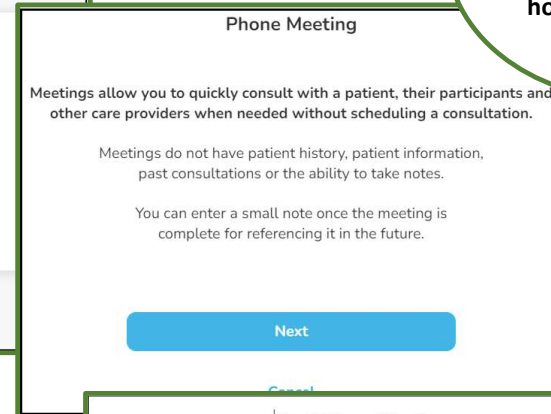 ho
Phone Meeting
Meetings allow you to quickly consult with a patient, their participants and
other care providers when needed without scheduling a consultation.
Meetings do not have patient history, patient information,
past consultations or the ability to take notes.
You can enter a small note once the meeting is
complete for referencing it in the future.
Next